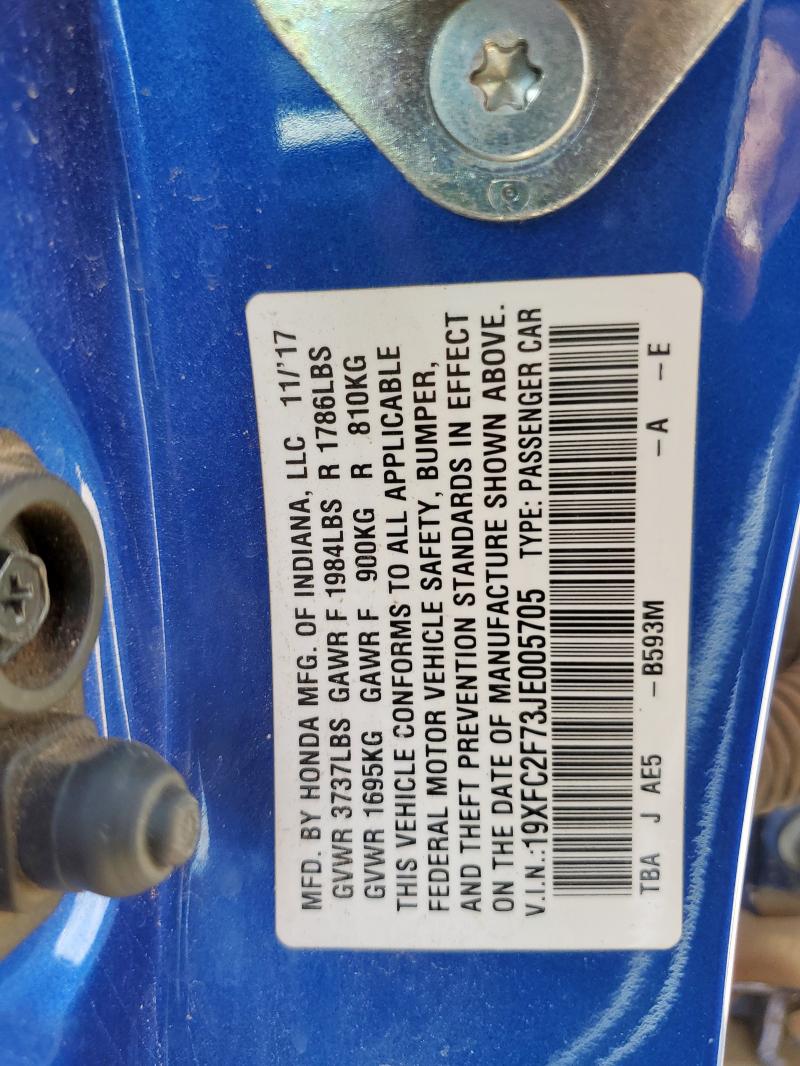 MFD. BY HONDA MFG. OF INDIANA, LLC 11/'17
GVWR 3737LBS GAWR F 1984LBS R 1786LBS
GVWR 1695KG GAWR F 900KG R 810KG
THIS VEHICLE CONFORMS TO ALL APPLICABLE
FEDERAL MOTOR VEHICLE SAFETY, BUMPER,
AND THEFT PREVENTION STANDARDS IN EFFECT
ON THE DATE OF MANUFACTURE SHOWN ABOVE.
V.I.N.:19XFC2F73JE005705 TYPE: PASSENGER CAR
TBA J AE5 -B593M -A -E